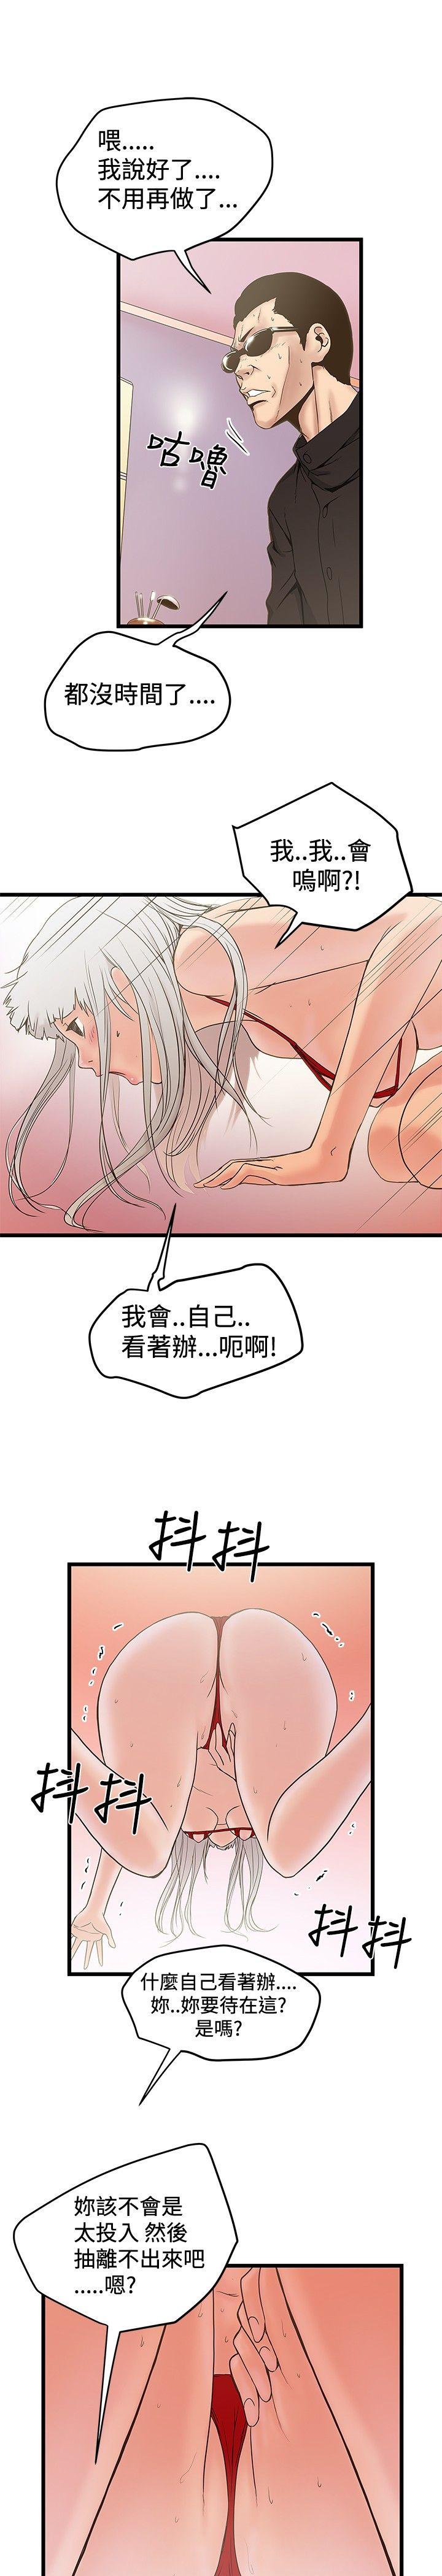 喂.....
我說好了....
不用再做了...
咕嚕
都沒時間了....
我..我..會
嗚啊?!
我會..自己..
看著辦...呃啊!
抖抖
抖抖
抖抖
什麼自己看著辦....
妳..妳要待在這?
是嗎?
妳該不會是
太投入 然後
抽離不出來吧
.....嗯?